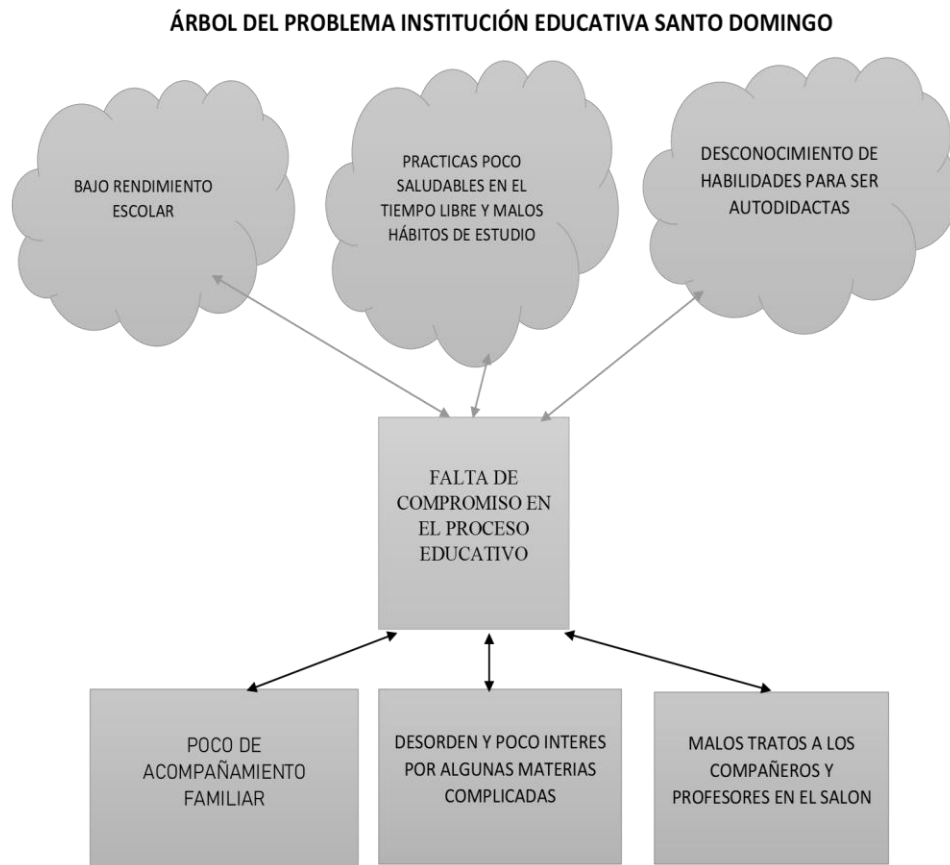 ÁRBOL DEL PROBLEMA INSTITUCIÓN EDUCATIVA SANTO DOMINGO
BAJO RENDIMIENTO
ESCOLAR
PRACTICAS POCO
SALUDABLES EN EL
TIEMPO LIBRE Y MALOS
HÁBITOS DE ESTUDIO
DESCONOCIMIENTO DE
HABILIDADES PARA SER
AUTODIDACTAS
FALTA DE
COMPROMISO EN
EL PROCESO
EDUCATIVO
POCO DE
ACOMPAÑAMIENTO
FAMILIAR
DESORDEN Y POCO INTERES
POR ALGUNAS MATERIAS
COMPLICADAS
MALOS TRATOS A LOS
COMPAÑEROS Y
PROFESORES EN EL SALON